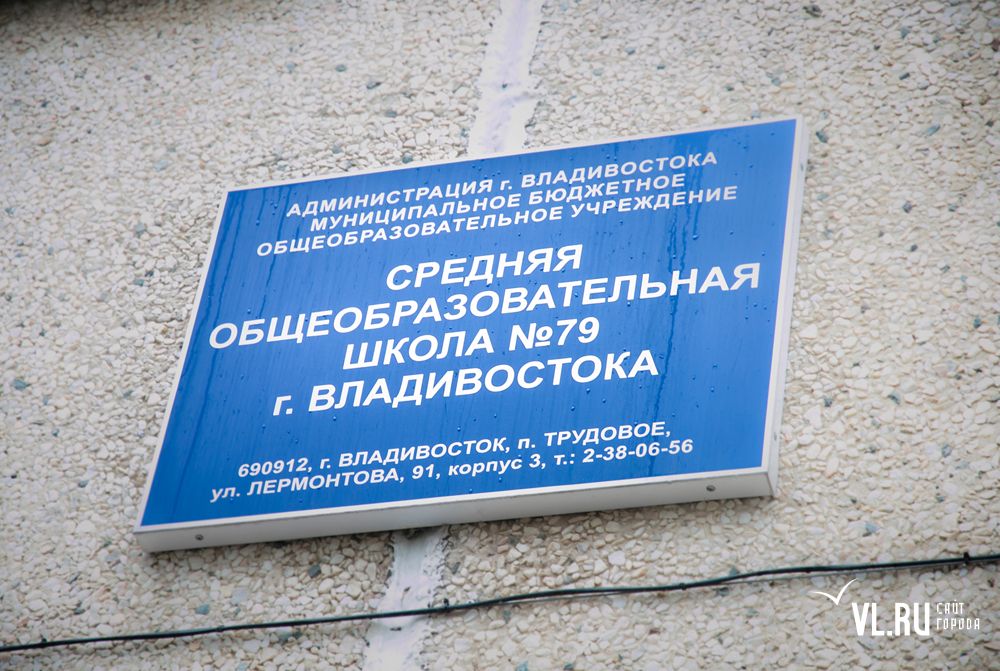 АДМИНИСТРАЦИЯ г. ВЛАДИВОСТОКА
МУНИЦИПАЛЬНОЕ БЮДЖЕТНОЕ
ОБЩЕОБРАЗОВАТЕЛЬНОЕ УЧРЕЖДЕНИЕ
СРЕДНЯЯ
ОБЩЕОБРАЗОВАТЕЛЬНАЯ
ШКОЛА №79
г. ВЛАДИВОСТОКА
690912, г. ВЛАДИВОСТОК, п. ТРУДОВОЕ,
ул. ЛЕРМОНТОВА, 91, корпус 3, т.: 2-38-06-56
VL.RU САЙТ
ГОРОДА